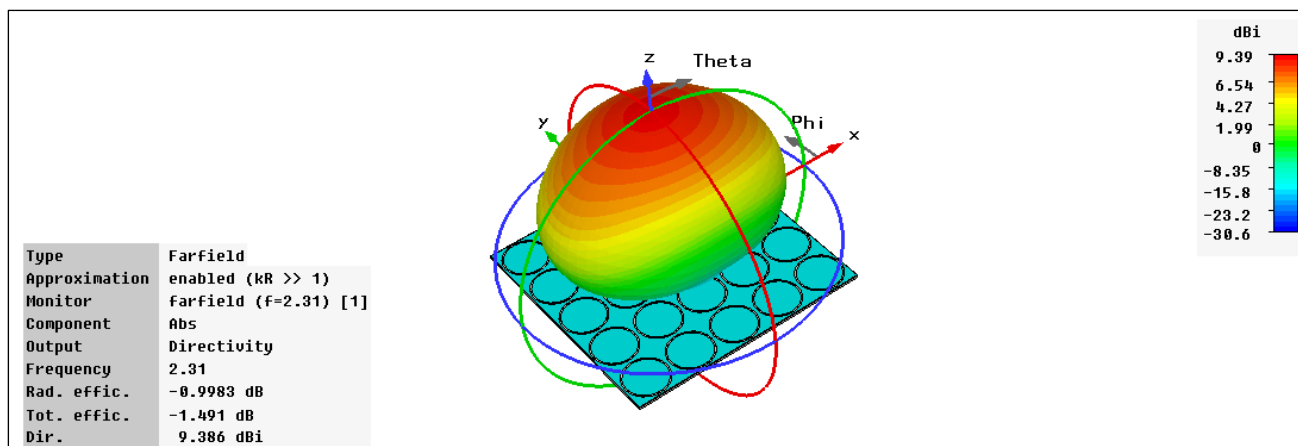 z
Theta
y
Phi
x
dBi
9.39
6.54
4.27
1.99
0
-8.35
-15.8
-23.2
-30.6
Type Farfield
Approximation enabled (kR >> 1)
Monitor farfield (f=2.31) [1]
Component Abs
Output Directivity
Frequency 2.31
Rad. effic. -0.9983 dB
Tot. effic. -1.491 dB
Dir. 9.386 dBi